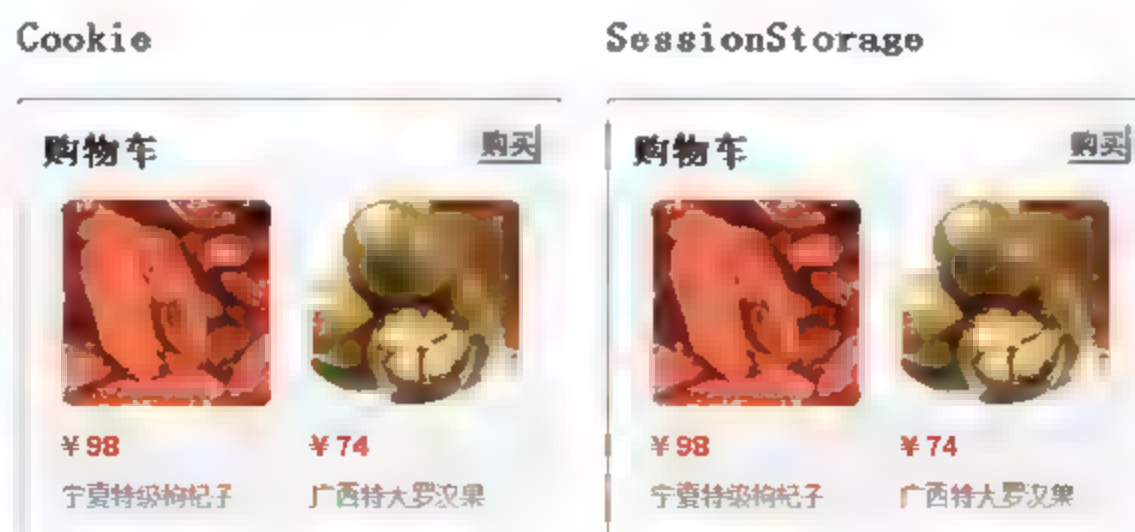 Cookie
SessionStorage
购物车
购买
购物车
购买
¥98
¥74
¥98
¥74
宁夏特级枸杞子
广西特大罗汉果
宁夏特级枸杞子
广西特大罗汉果